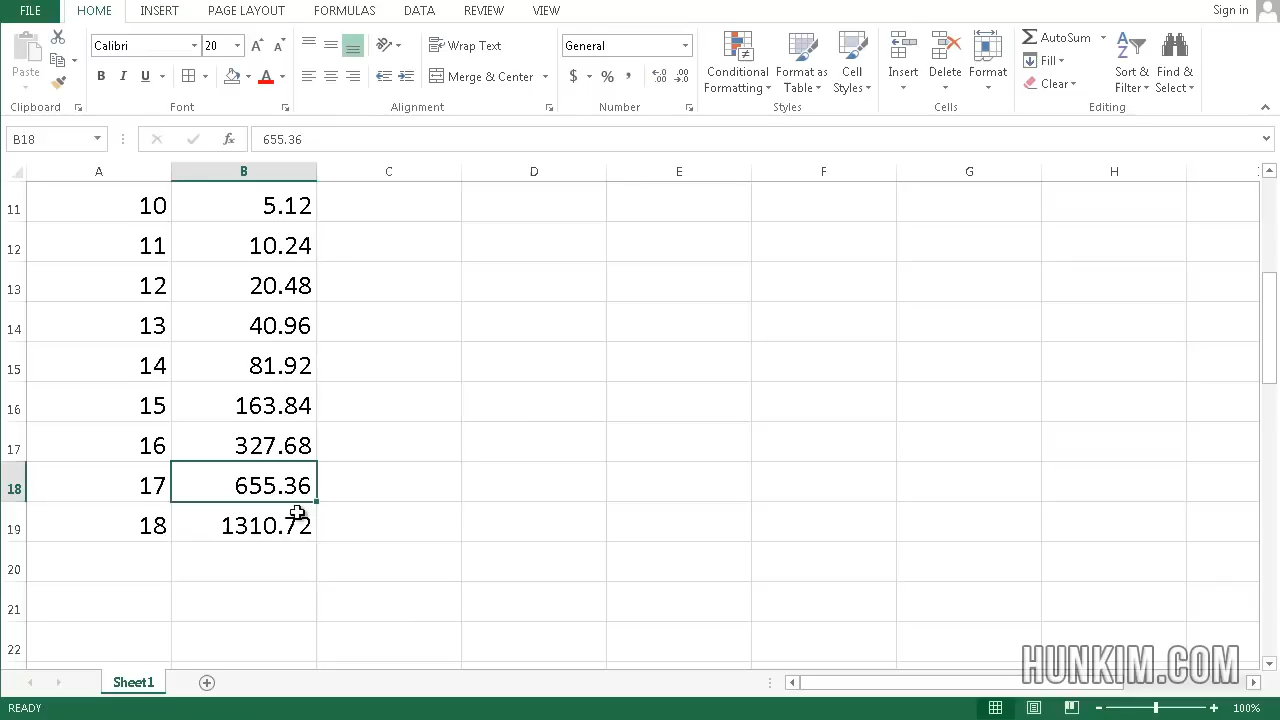 FILE HOME INSERT PAGE LAYOUT FORMULAS DATA REVIEW VIEW Sign in
Paste
Clipboard
Calibri 20
B I U
Font
Wrap Text
Merge & Center
Alignment
General
$ % ,
Number
Conditional Formatting
Format as Table
Cell Styles
Styles
Insert Delete Format
Cells
AutoSum
Fill
Clear
Sort & Filter
Find & Select
Editing
B18 fx 655.36
A B C D E F G H
11 10 5.12
12 11 10.24
13 12 20.48
14 13 40.96
15 14 81.92
16 15 163.84
17 16 327.68
18 17 655.36
19 18 1310.72
20
21
22
HUNKIM.COM
Sheet1
READY 100%